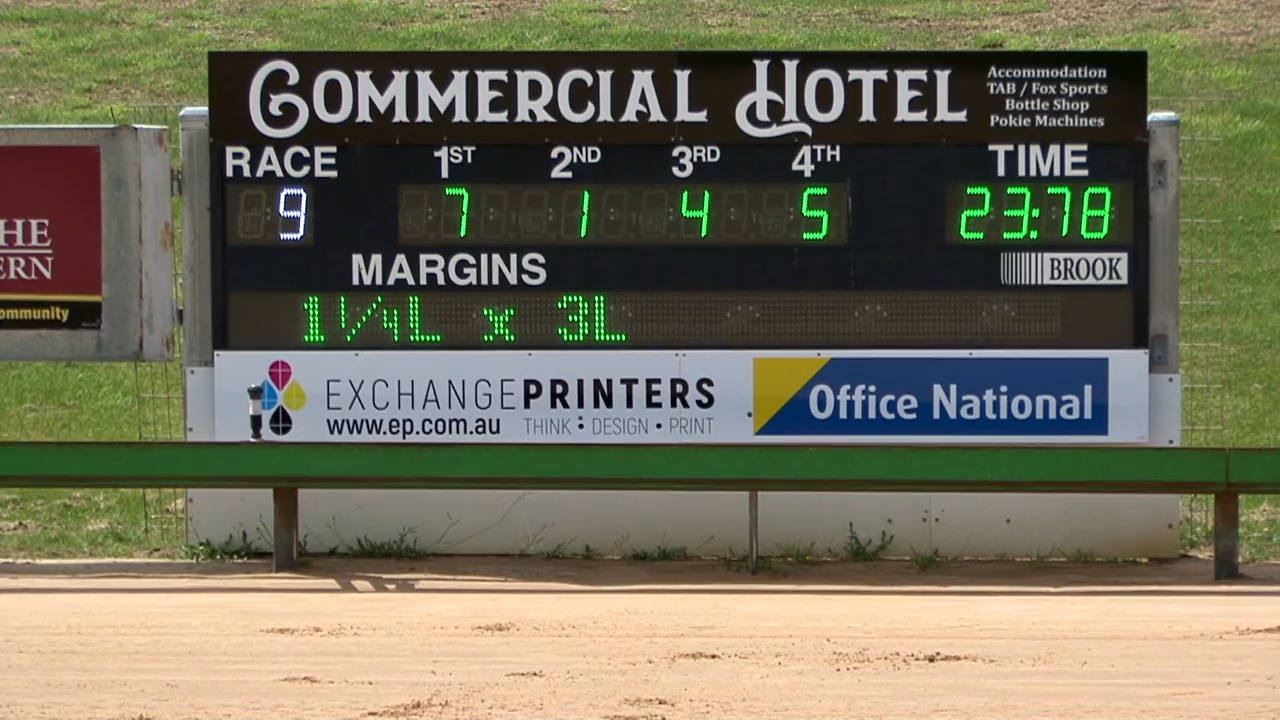 COMMERCIAL HOTEL
Accommodation
TAB / Fox Sports
Bottle Shop
Pokie Machines
RACE 1ST 2ND 3RD 4TH TIME
9 7 1 4 5 23:78
MARGINS
BROOK
1¼L x 3L
HE
ERN
ommunity
EXCHANGEPRINTERS
www.ep.com.au THINK : DESIGN • PRINT
Office National